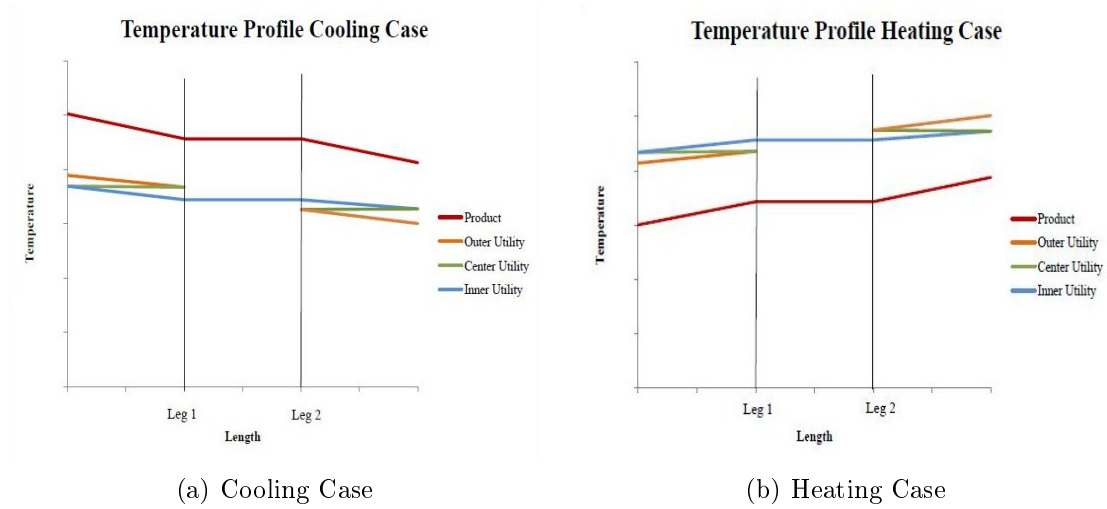 Temperature Profile Cooling Case
Temperature
Product
Outer Utility
Center Utility
Inner Utility
Leg 1
Leg 2
Length
(a) Cooling Case
Temperature Profile Heating Case
Temperature
Product
Outer Utility
Center Utility
Inner Utility
Leg 1
Leg 2
Length
(b) Heating Case